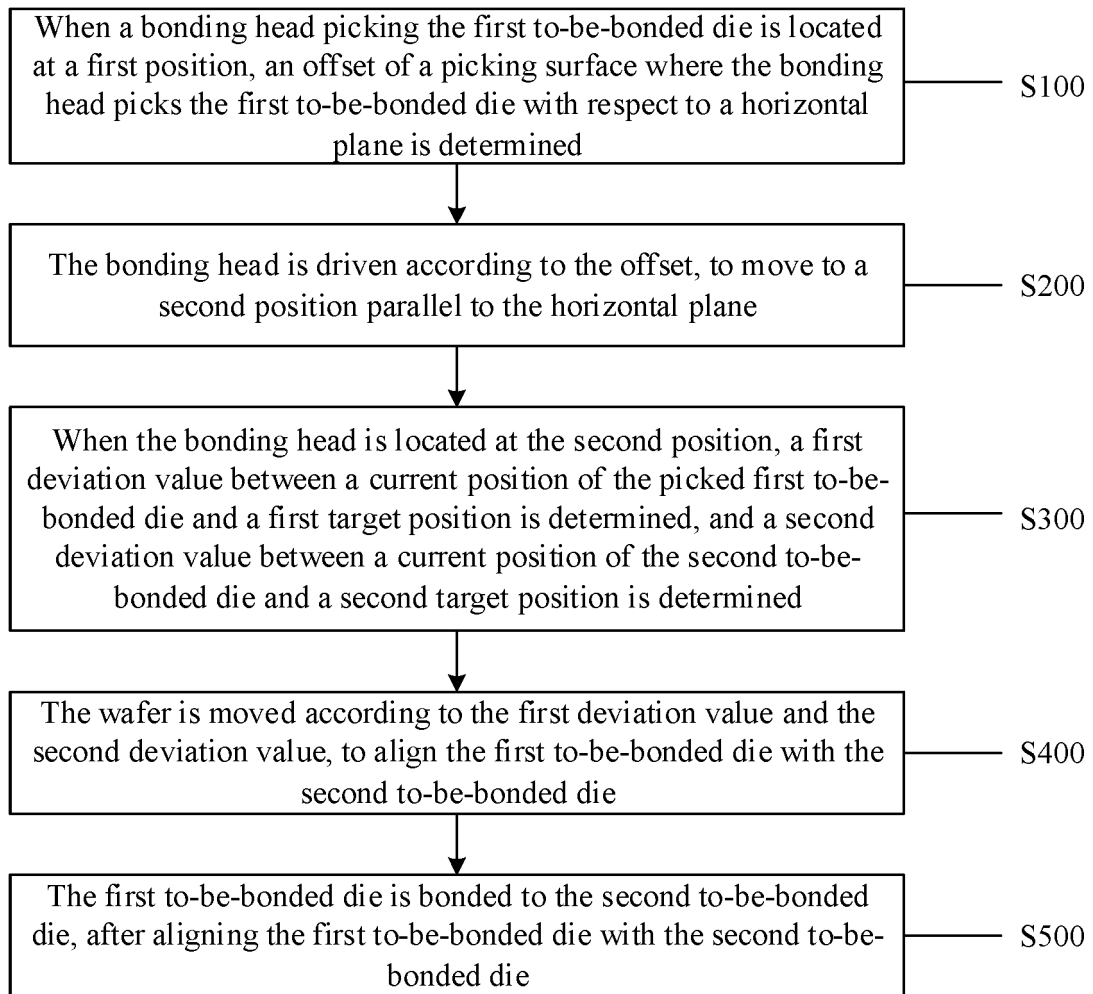 When a bonding head picking the first to-be-bonded die is located
at a first position, an offset of a picking surface where the bonding
head picks the first to-be-bonded die with respect to a horizontal
plane is determined
S100
The bonding head is driven according to the offset, to move to a
second position parallel to the horizontal plane
S200
When the bonding head is located at the second position, a first
deviation value between a current position of the picked first to-be-
bonded die and a first target position is determined, and a second
deviation value between a current position of the second to-be-
bonded die and a second target position is determined
S300
The wafer is moved according to the first deviation value and the
second deviation value, to align the first to-be-bonded die with the
second to-be-bonded die
S400
The first to-be-bonded die is bonded to the second to-be-bonded
die, after aligning the first to-be-bonded die with the second to-be-
bonded die
S500